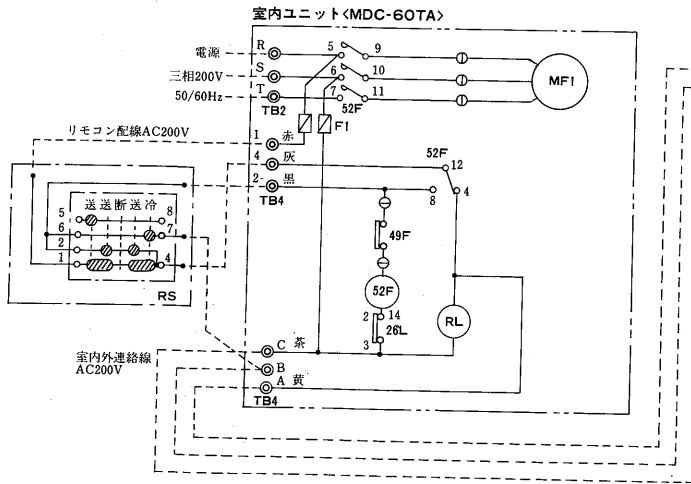 室内ユニット<MDC-60TA>
電源 R 5 9
三相200V S 6 10 MF1
50/60Hz T 7 11
TB2 52F
F1
リモコン配線AC200V 1 赤
4 灰 52F 12
2 黒 8 4
TB4
送送断送冷
5 8
6 7
2
1 4
RS
49F
52F
2 14
26L
3
RL
室内外連絡線
AC200V
C 茶
B
A 黄
TB4